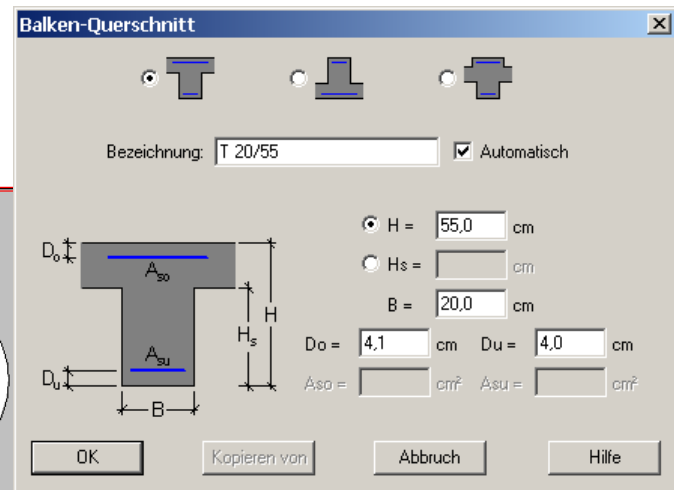 Balken-Querschnitt
Bezeichnung: T 20/55 Automatisch
H = 55,0 cm
Hs = cm
B = 20,0 cm
Do = 4,1 cm Du = 4,0 cm
Aso = cm² Asu = cm²
Do
Aso
H
Hs
Asu
Du
B
OK Kopieren von Abbruch Hilfe